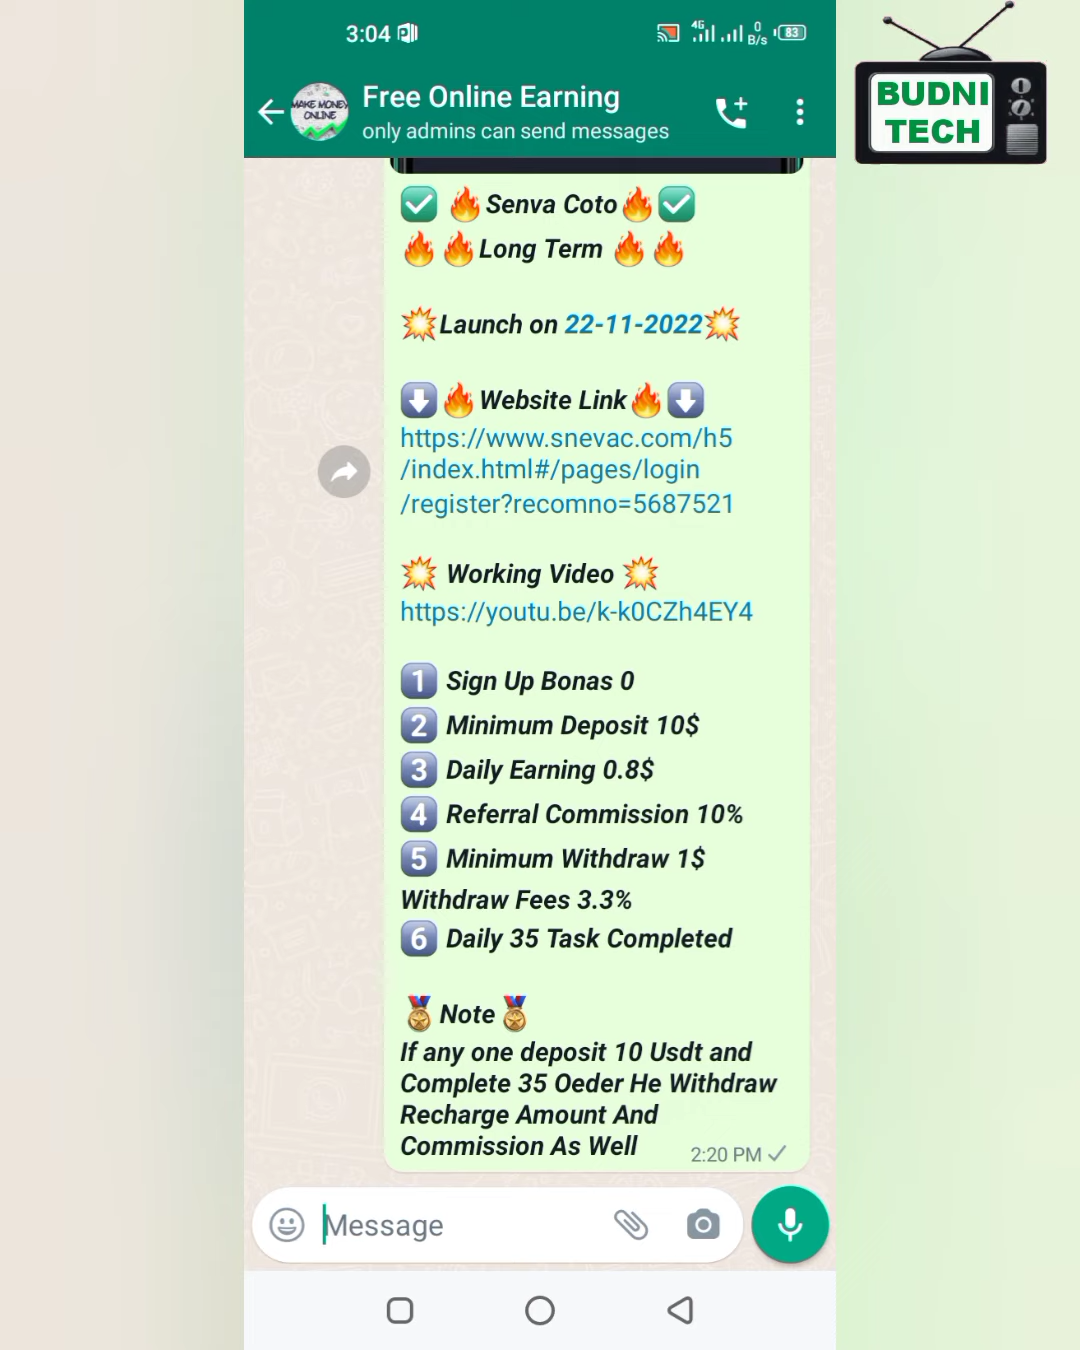 3:04
4G
0
B/s
83
Free Online Earning
only admins can send messages
MAKE MONEY
ONLINE
BUDNI
TECH
✅ 🔥Senva Coto🔥✅
🔥 🔥Long Term 🔥 🔥
💥Launch on 22-11-2022💥
⬇️🔥Website Link🔥⬇️
https://www.snevac.com/h5
/index.html#/pages/login
/register?recomno=5687521
💥 Working Video 💥
https://youtu.be/k-k0CZh4EY4
1️⃣ Sign Up Bonas 0
2️⃣ Minimum Deposit 10$
3️⃣ Daily Earning 0.8$
4️⃣ Referral Commission 10%
5️⃣ Minimum Withdraw 1$
Withdraw Fees 3.3%
6️⃣ Daily 35 Task Completed
🏅Note🏅
If any one deposit 10 Usdt and
Complete 35 Oeder He Withdraw
Recharge Amount And
Commission As Well
2:20 PM
Message